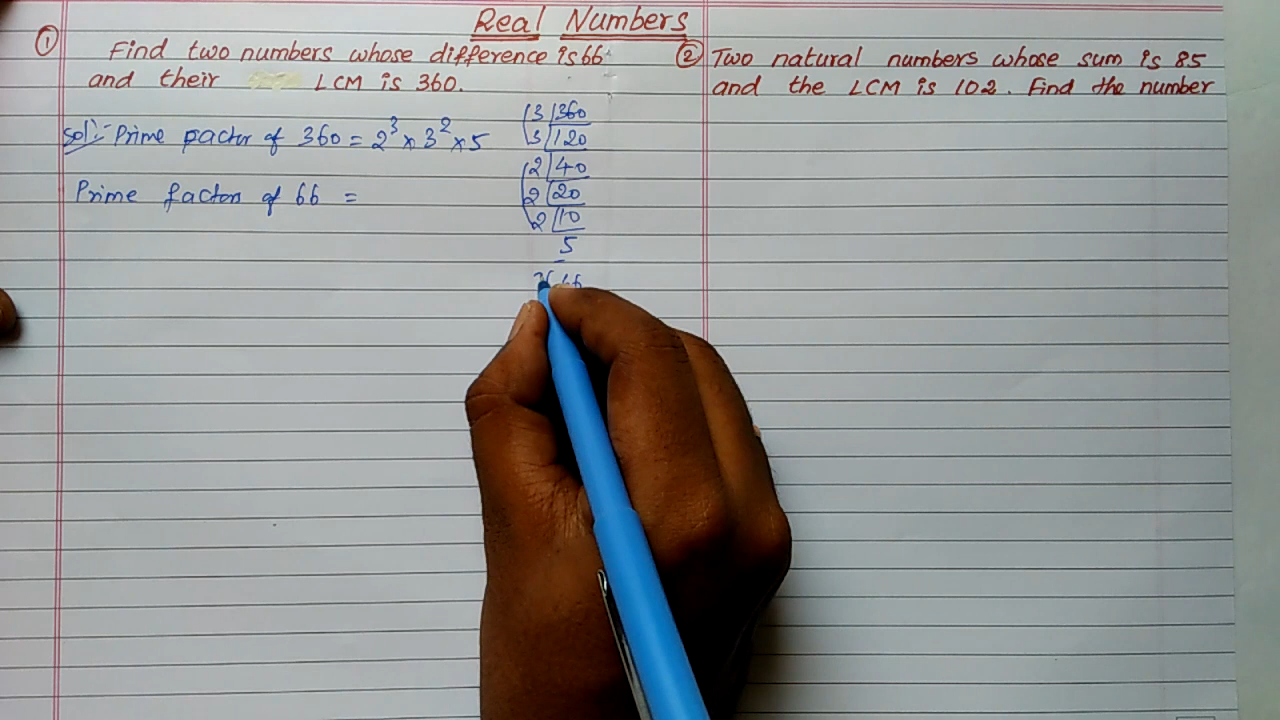 Real Numbers
① Find two numbers whose difference is 66
and their LCM is 360.
Sol:- Prime factor of 360 = 2³ × 3² × 5
Prime factors of 66 =
3 360
3 120
2 40
2 20
2 10
5
66
② Two natural numbers whose sum is 85
and the LCM is 102. Find the number